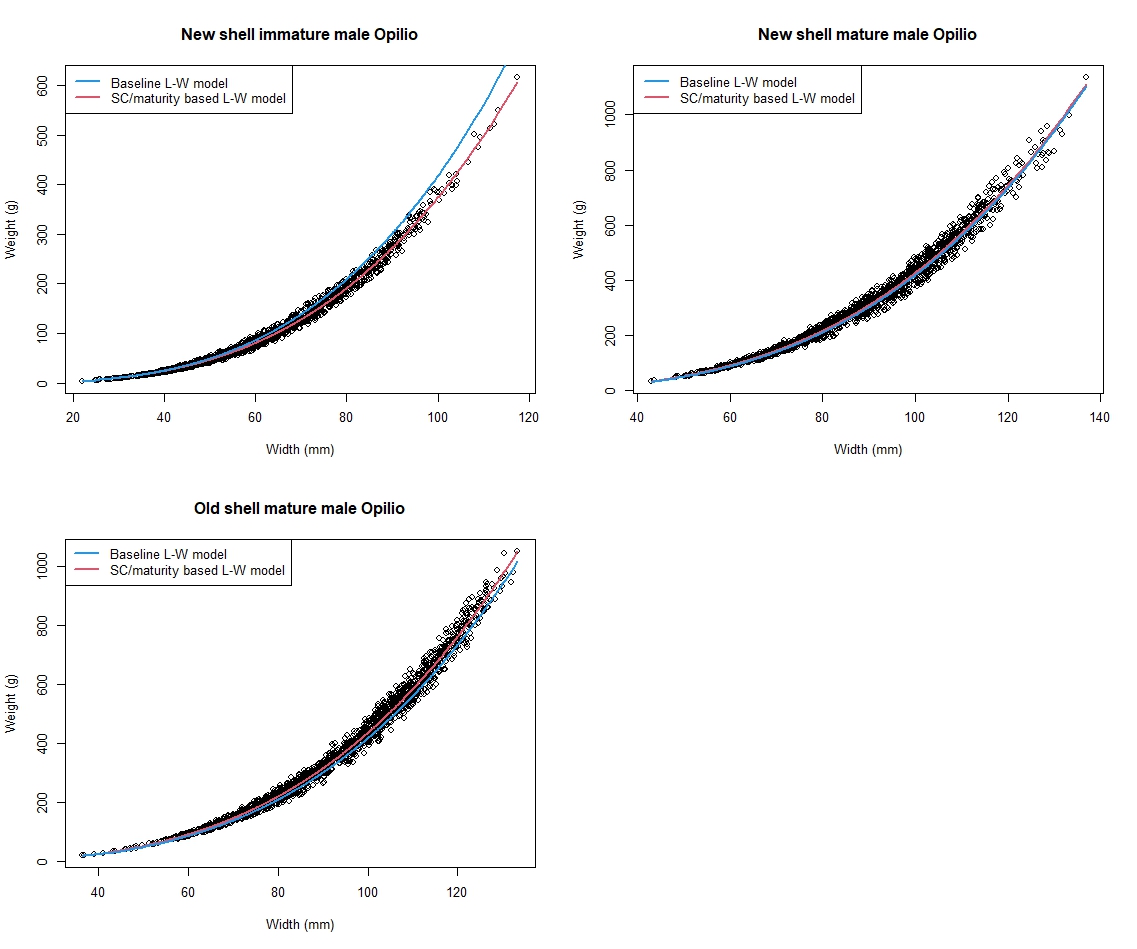 New shell immature male Opilio
Baseline L-W model
SC/maturity based L-W model
Weight (g)
600
500
400
300
200
100
0
20 40 60 80 100 120
Width (mm)
New shell mature male Opilio
Baseline L-W model
SC/maturity based L-W model
Weight (g)
1000
800
600
400
200
0
40 60 80 100 120 140
Width (mm)
Old shell mature male Opilio
Baseline L-W model
SC/maturity based L-W model
Weight (g)
1000
800
600
400
200
0
40 60 80 100 120
Width (mm)